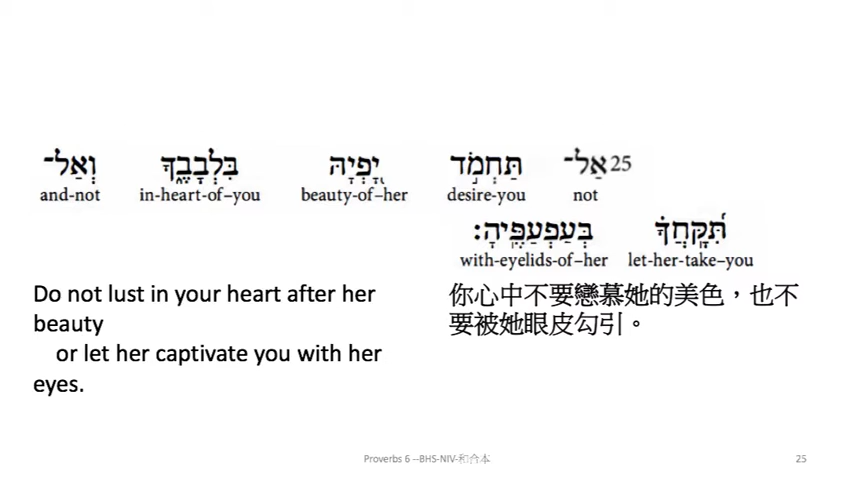 25 אַל־ תַּחְמֹ֣ד יָ֭פְיָהּ בִּלְבָבֶ֑ךָ וְאַל־
not desire-you beauty-of-her in-heart-of-you and-not
תִּ֝קָּֽחֲךָ֗ בְּעַפְעַפֶּֽיהָ׃
let-her-take-you with-eyelids-of-her
Do not lust in your heart after her
beauty
or let her captivate you with her
eyes.
你心中不要戀慕她的美色，也不
要被她眼皮勾引。
Proverbs 6 --BHS-NIV-和合本
25